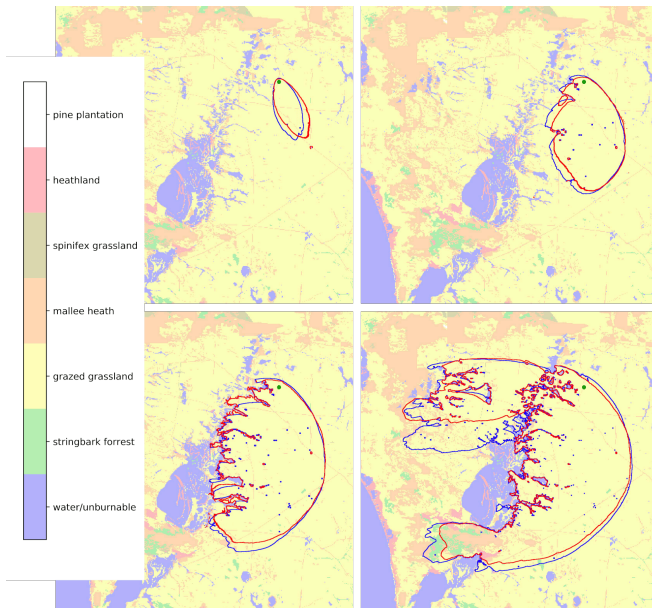 pine plantation
heathland
spinifex grassland
mallee heath
grazed grassland
stringbark forrest
water/unburnable